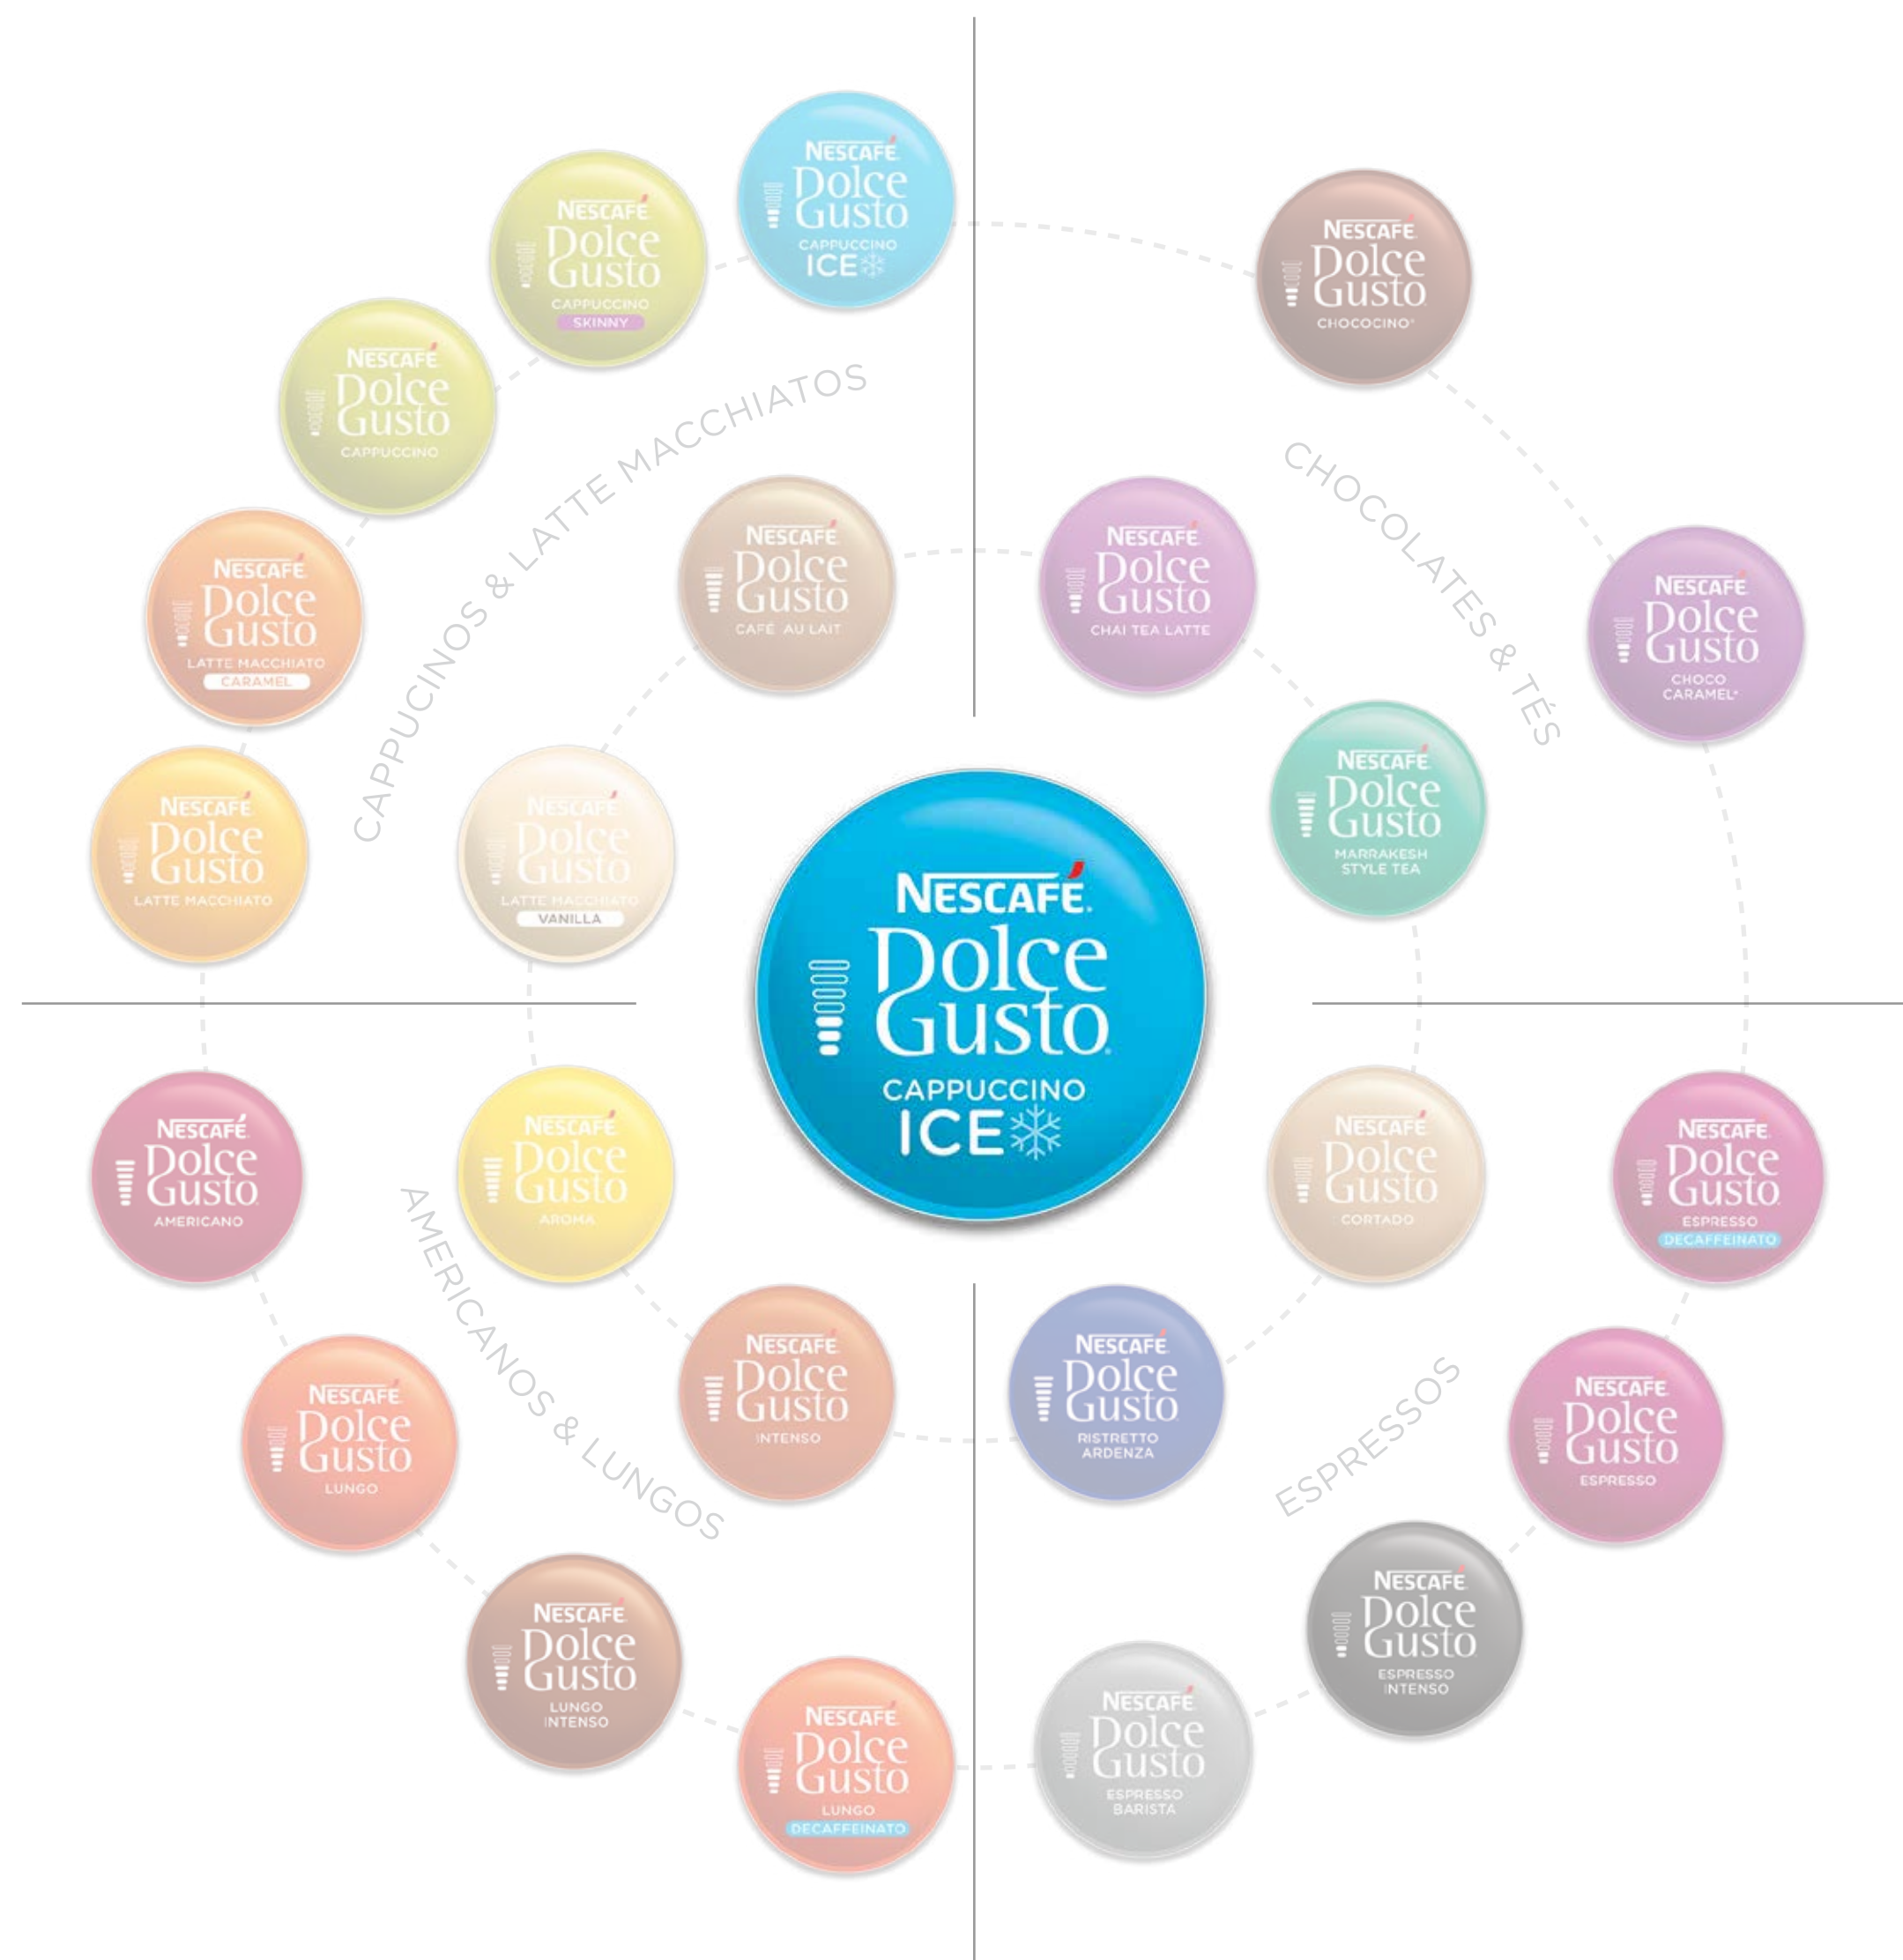 NESCAFÉ
Dolce
Gusto
CAPPUCCINO
ICE
NESCAFÉ
Dolce
Gusto
CAPPUCCINO
SKINNY
NESCAFÉ
Dolce
Gusto
CAPPUCCINO
NESCAFÉ
Dolce
Gusto
LATTE MACCHIATO
CARAMEL
NESCAFÉ
Dolce
Gusto
LATTE MACCHIATO
CAPPUCINOS & LATTE MACCHIATOS
NESCAFÉ
Dolce
Gusto
CAFÉ AU LAIT
NESCAFÉ
Dolce
Gusto
LATTE MACCHIATO
VANILLA
NESCAFÉ
Dolce
Gusto
CHOCOCINO*
NESCAFÉ
Dolce
Gusto
CHOCO
CARAMEL*
CHOCOLATES & TÉS
NESCAFÉ
Dolce
Gusto
CHAI TEA LATTE
NESCAFÉ
Dolce
Gusto
MARRAKESH
STYLE TEA
NESCAFÉ®
Dolce
Gusto
CAPPUCCINO
ICE
NESCAFÉ
Dolce
Gusto
AMERICANO
NESCAFÉ
Dolce
Gusto
AROMA
AMERICANOS & LUNGOS
NESCAFÉ
Dolce
Gusto
LUNGO
NESCAFÉ
Dolce
Gusto
INTENSO
NESCAFÉ
Dolce
Gusto
LUNGO
INTENSO
NESCAFÉ
Dolce
Gusto
LUNGO
DECAFFEINATO
NESCAFÉ
Dolce
Gusto
CORTADO
NESCAFÉ
Dolce
Gusto
ESPRESSO
DECAFFEINATO
NESCAFÉ
Dolce
Gusto
RISTRETTO
ARDENZA
ESPRESSOS
NESCAFÉ
Dolce
Gusto
ESPRESSO
NESCAFÉ
Dolce
Gusto
ESPRESSO
INTENSO
NESCAFÉ
Dolce
Gusto
ESPRESSO
BARISTA